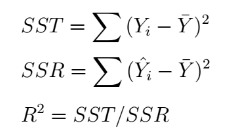 SST = ∑ (Yᵢ − Ȳ)²
SSR = ∑ (Ŷᵢ − Ȳ)²
R² = SST/SSR